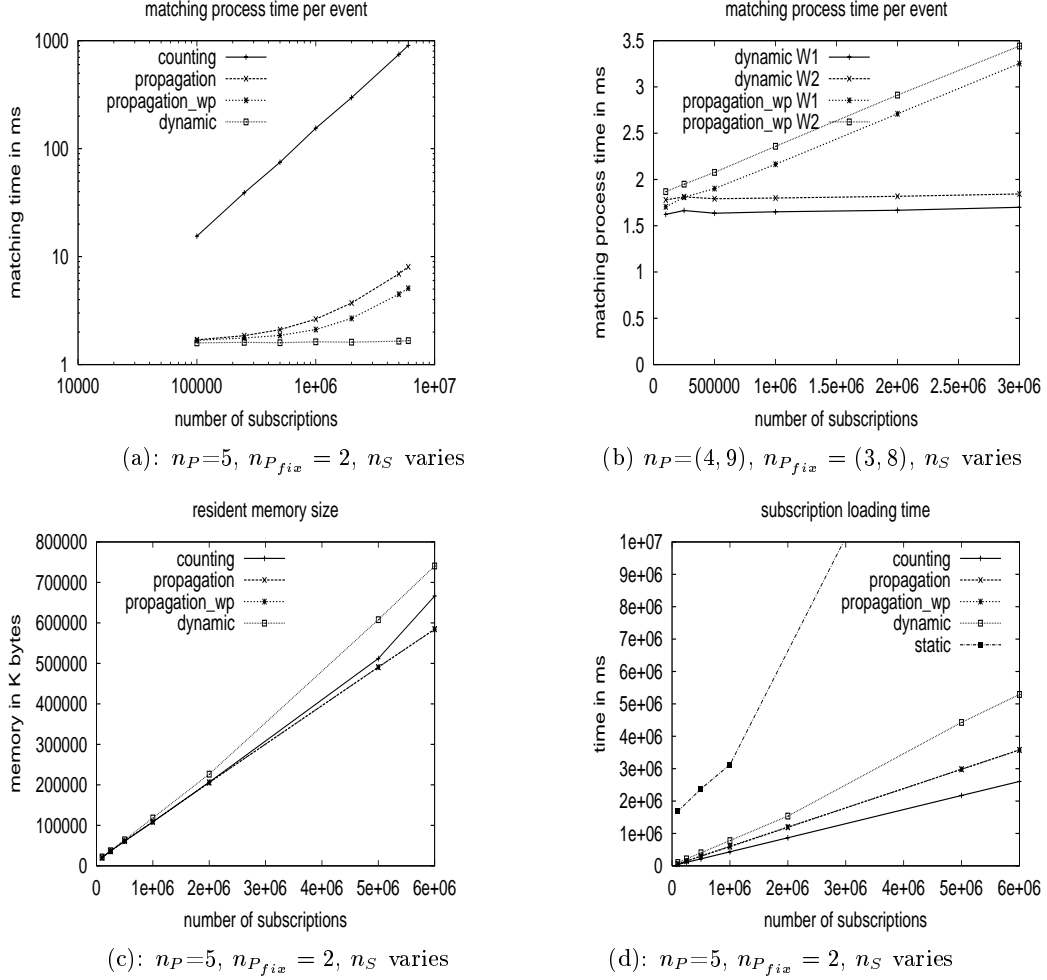 matching process time per event
matching time in ms
1000
100
10
1
counting
propagation
propagation_wp
dynamic
10000 100000 1e+06 1e+07
number of subscriptions
(a): n_P=5, n_{P_{fix}} = 2, n_S varies
matching process time per event
matching process time in ms
3.5
3
2.5
2
1.5
1
0.5
0
dynamic W1
dynamic W2
propagation_wp W1
propagation_wp W2
0 500000 1e+06 1.5e+06 2e+06 2.5e+06 3e+06
number of subscriptions
(b) n_P=(4, 9), n_{P_{fix}} = (3, 8), n_S varies
resident memory size
memory in K bytes
800000
700000
600000
500000
400000
300000
200000
100000
0
counting
propagation
propagation_wp
dynamic
0 1e+06 2e+06 3e+06 4e+06 5e+06 6e+06
number of subscriptions
(c): n_P=5, n_{P_{fix}} = 2, n_S varies
subscription loading time
time in ms
1e+07
9e+06
8e+06
7e+06
6e+06
5e+06
4e+06
3e+06
2e+06
1e+06
0
counting
propagation
propagation_wp
dynamic
static
0 1e+06 2e+06 3e+06 4e+06 5e+06 6e+06
number of subscriptions
(d): n_P=5, n_{P_{fix}} = 2, n_S varies